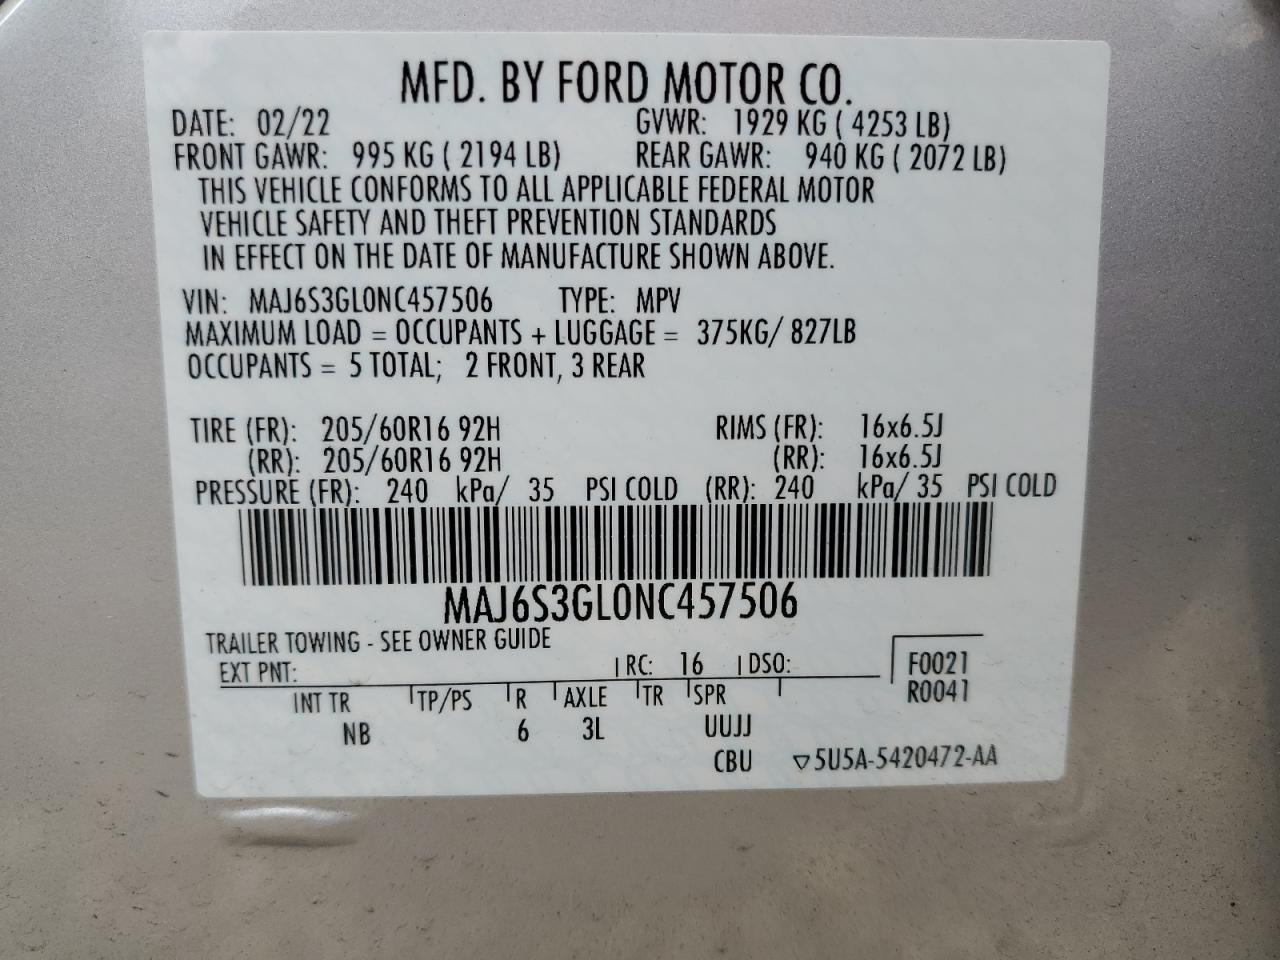 MFD. BY FORD MOTOR CO.
DATE: 02/22 GVWR: 1929 KG ( 4253 LB)
FRONT GAWR: 995 KG ( 2194 LB) REAR GAWR: 940 KG ( 2072 LB)
THIS VEHICLE CONFORMS TO ALL APPLICABLE FEDERAL MOTOR
VEHICLE SAFETY AND THEFT PREVENTION STANDARDS
IN EFFECT ON THE DATE OF MANUFACTURE SHOWN ABOVE.
VIN: MAJ6S3GL0NC457506 TYPE: MPV
MAXIMUM LOAD = OCCUPANTS + LUGGAGE = 375KG/ 827LB
OCCUPANTS = 5 TOTAL; 2 FRONT, 3 REAR
TIRE (FR): 205/60R16 92H RIMS (FR): 16x6.5J
(RR): 205/60R16 92H (RR): 16x6.5J
PRESSURE (FR): 240 kPa/ 35 PSI COLD (RR): 240 kPa/ 35 PSI COLD
MAJ6S3GL0NC457506
TRAILER TOWING - SEE OWNER GUIDE
EXT PNT: RC: 16 DSO: F0021
INT TR TP/PS R AXLE TR SPR R0041
NB 6 3L UUJJ
CBU ▽5U5A-5420472-AA